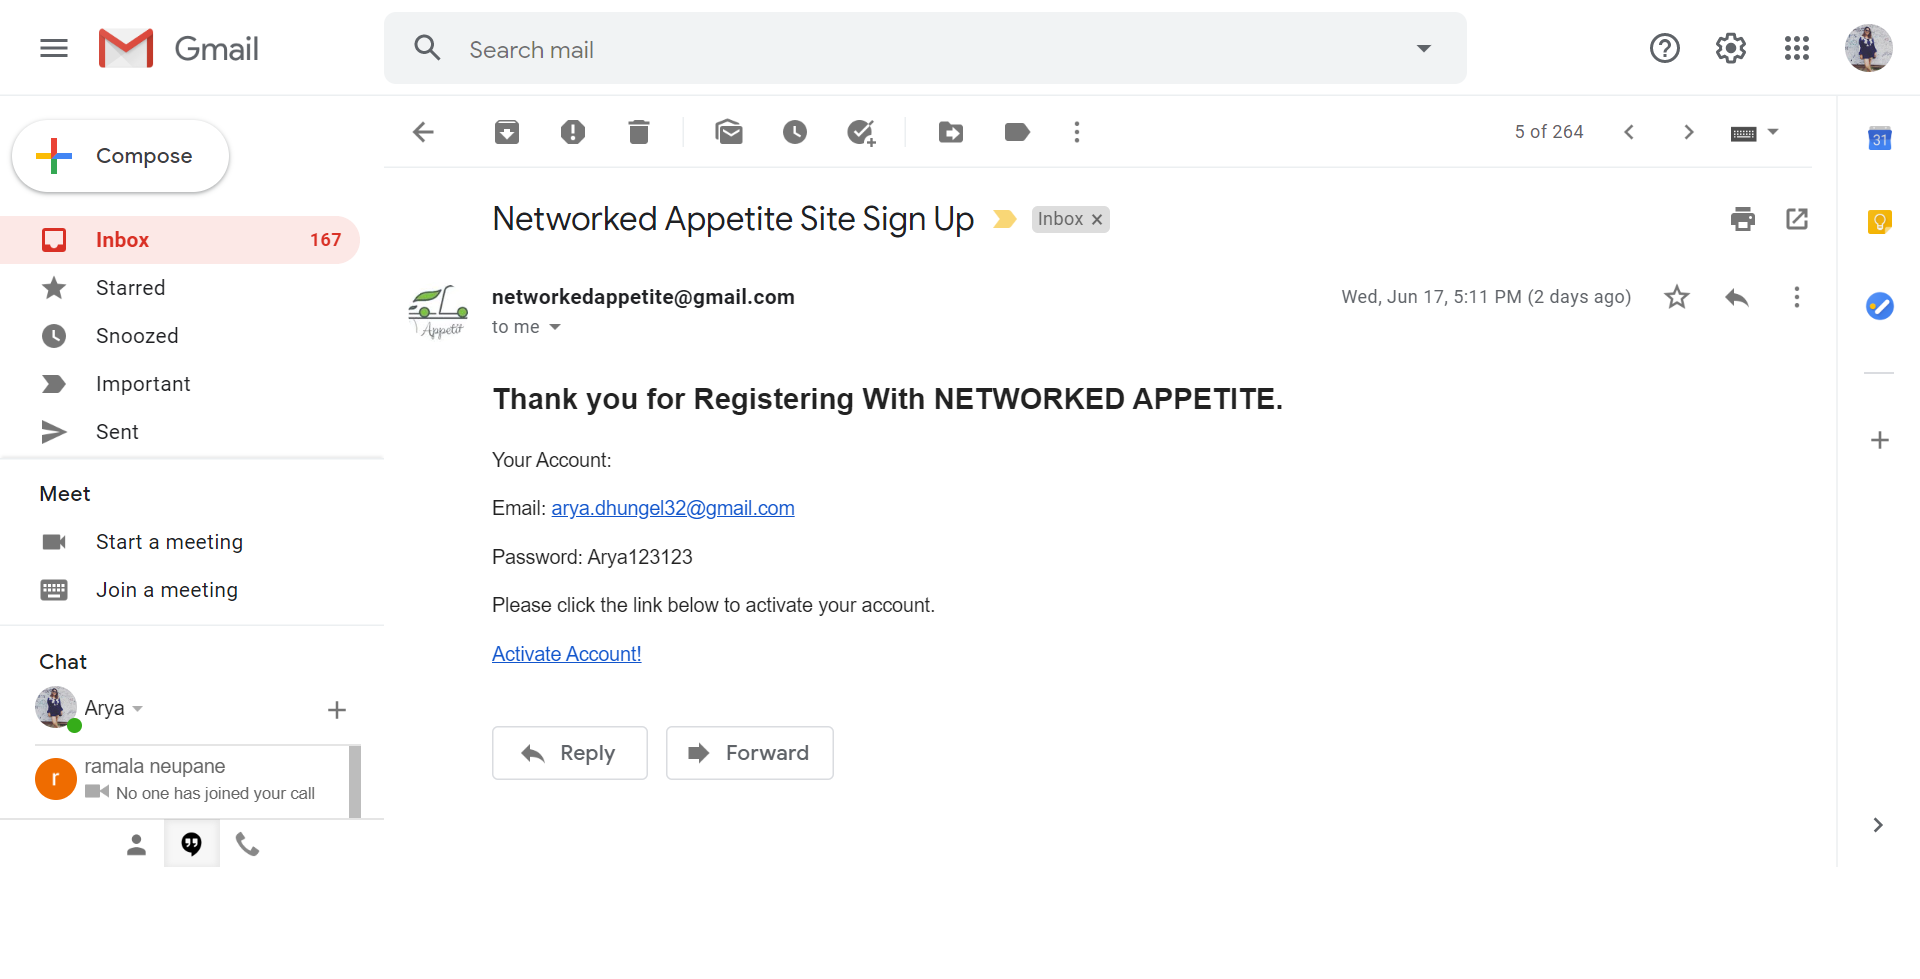 Gmail
Search mail
Compose
5 of 264
31
Networked Appetite Site Sign Up
Inbox
Inbox 167
Starred
Snoozed
Important
Sent
Appetit
networkedappetite@gmail.com
to me
Wed, Jun 17, 5:11 PM (2 days ago)
Thank you for Registering With NETWORKED APPETITE.
Your Account:
Email: arya.dhungel32@gmail.com
Password: Arya123123
Please click the link below to activate your account.
Activate Account!
Reply
Forward
Meet
Start a meeting
Join a meeting
Chat
Arya
r
ramala neupane
No one has joined your call